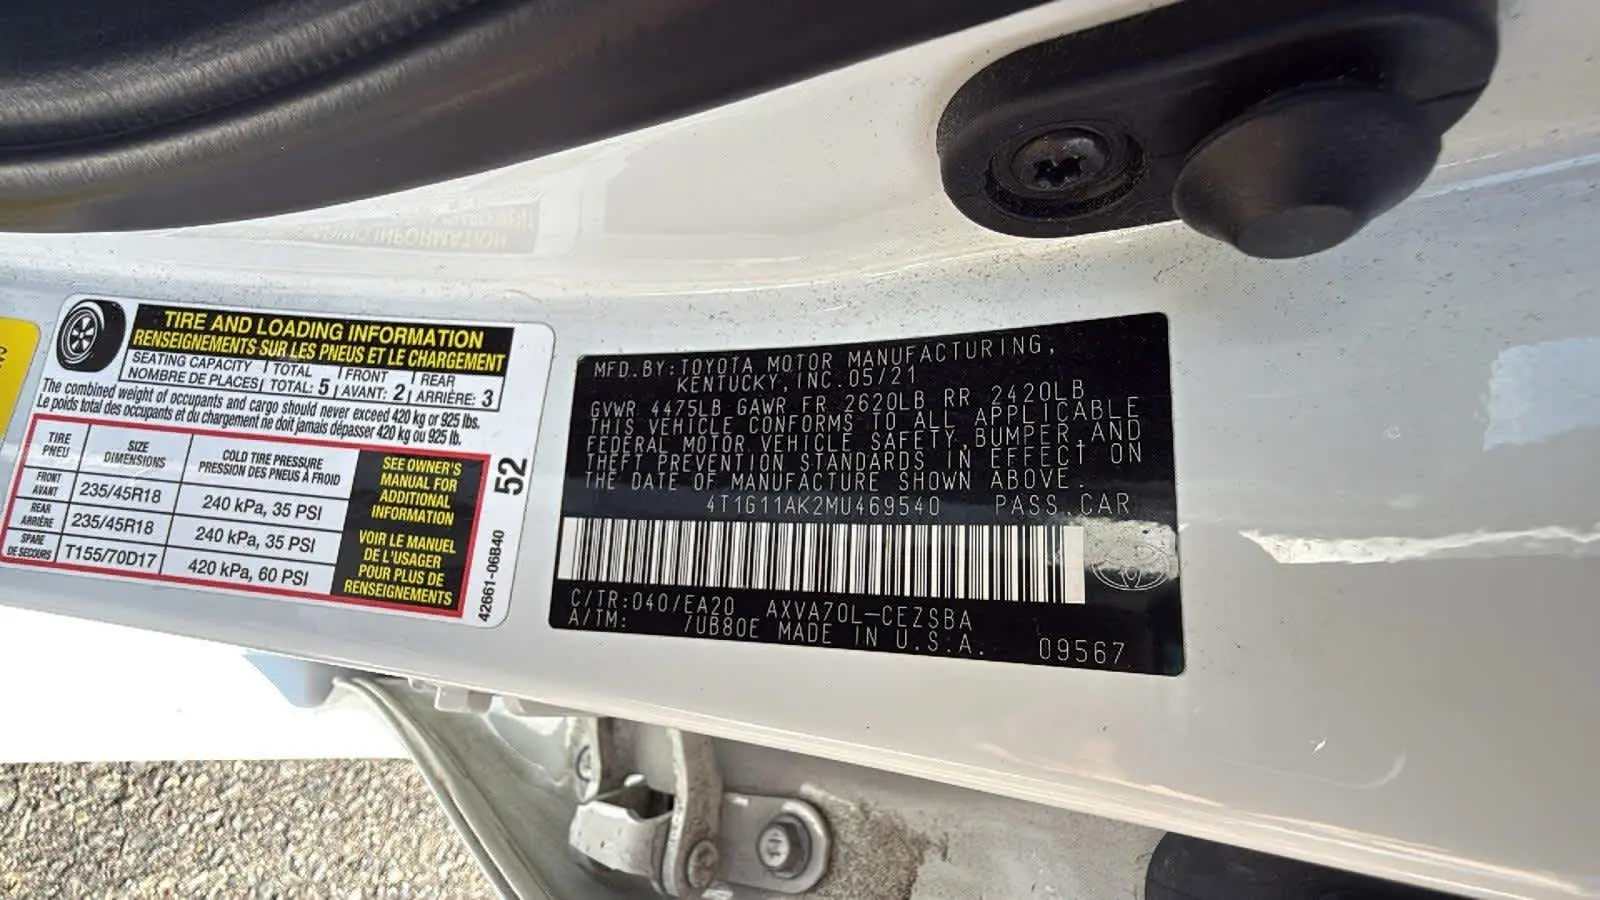 TIRE AND LOADING INFORMATION
RENSEIGNEMENTS SUR LES PNEUS ET LE CHARGEMENT
SEATING CAPACITY TOTAL FRONT REAR
NOMBRE DE PLACES TOTAL: 5 AVANT: 2 ARRIÈRE: 3
The combined weight of occupants and cargo should never exceed 420 kg or 925 lbs.
Le poids total des occupants et du chargement ne doit jamais dépasser 420 kg ou 925 lb.
TIRE SIZE COLD TIRE PRESSURE
PNEU DIMENSIONS PRESSION DES PNEUS À FROID
FRONT
AVANT 235/45R18 240 kPa, 35 PSI
REAR
ARRIÈRE 235/45R18 240 kPa, 35 PSI
SPARE
DE SECOURS T155/70D17 420 kPa, 60 PSI
SEE OWNER'S
MANUAL FOR
ADDITIONAL
INFORMATION
VOIR LE MANUEL
DE L'USAGER
POUR PLUS DE
RENSEIGNEMENTS
52
42661-06B40
MFD.BY:TOYOTA MOTOR MANUFACTURING,
KENTUCKY, INC.05/21
GVWR 4475LB GAWR FR 2620LB RR 2420LB
THIS VEHICLE CONFORMS TO ALL APPLICABLE
FEDERAL MOTOR VEHICLE SAFETY,BUMPER,AND
THEFT PREVENTION STANDARDS IN EFFECT ON
THE DATE OF MANUFACTURE SHOWN ABOVE.
4T1G11AK2MU469540 PASS.CAR
C/TR:040/EA20 AXVA70L-CEZSBA
A/TM: /UB80E MADE IN U.S.A. 09567